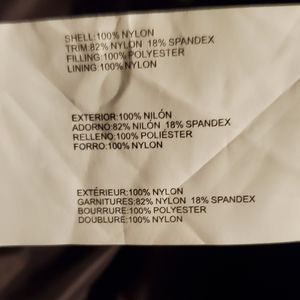 SHELL:100% NYLON
TRIM:82% NYLON 18% SPANDEX
FILLING:100% POLYESTER
LINING:100% NYLON
EXTERIOR:100% NILÓN
ADORNO:82% NILÓN 18% SPANDEX
RELLENO:100% POLIÉSTER
FORRO:100% NYLON
EXTÉRIEUR:100% NYLON
GARNITURES:82% NYLON 18% SPANDEX
BOURRURE:100% POLYESTER
DOUBLURE:100% NYLON